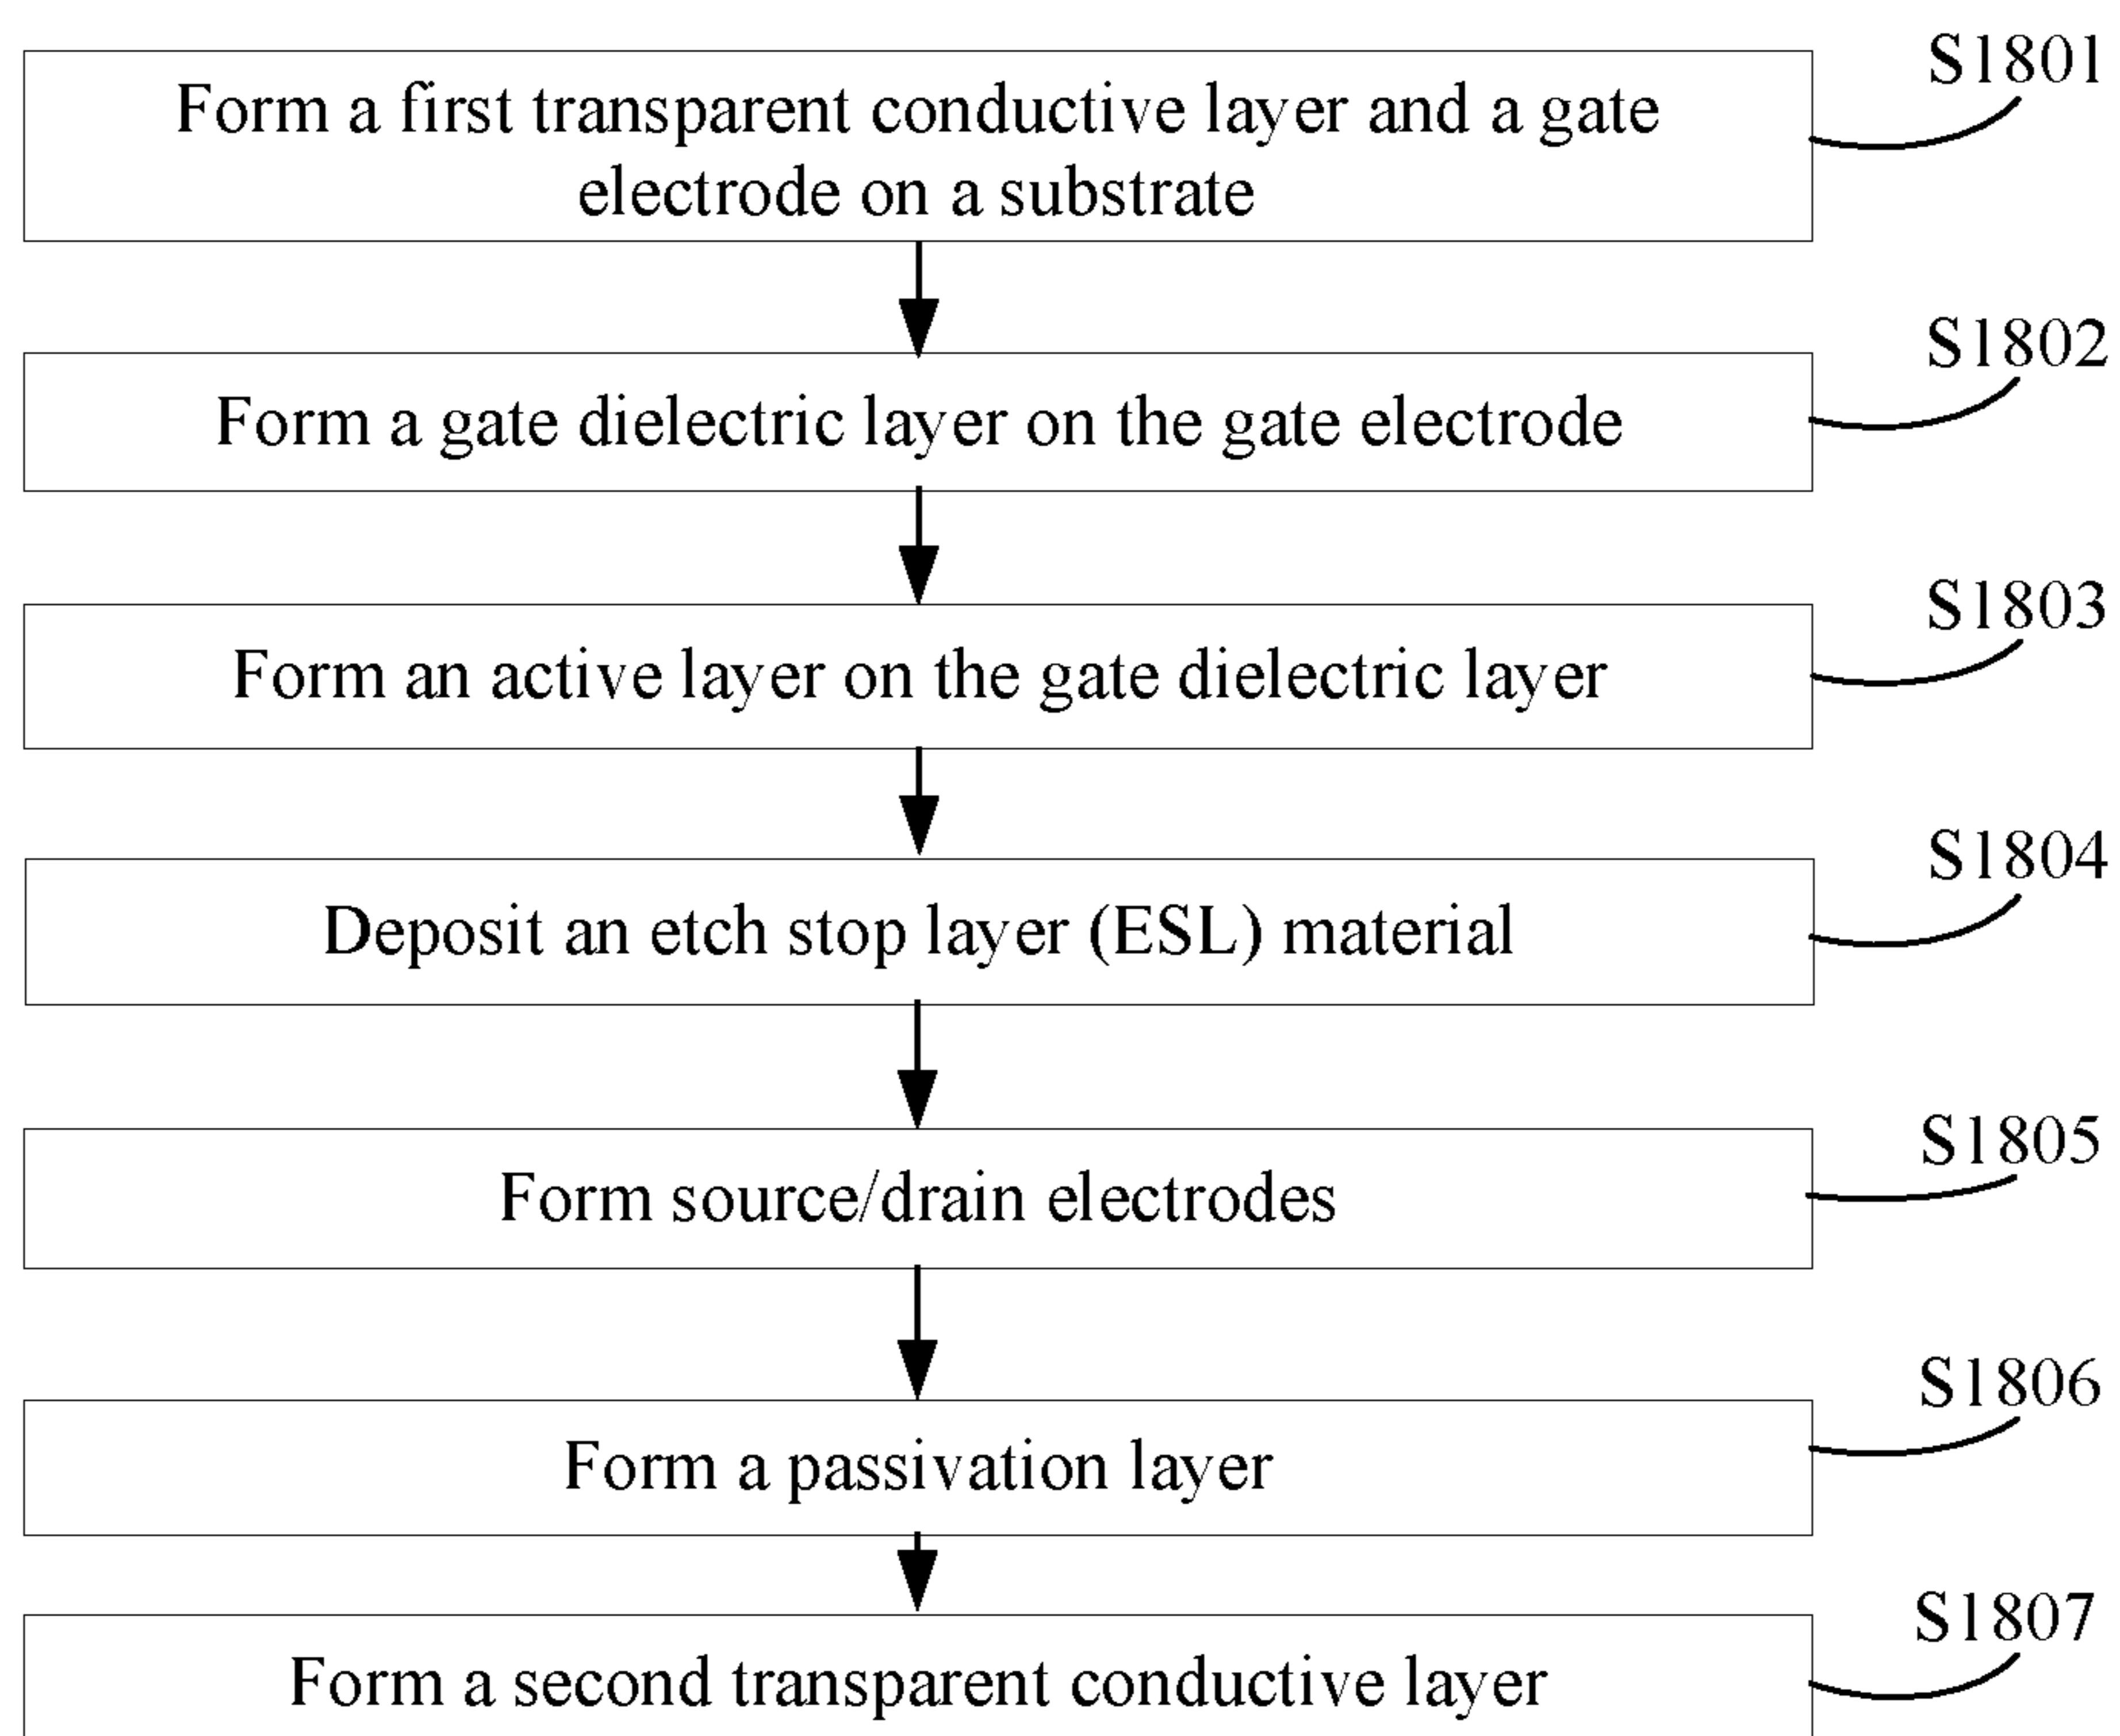 S1801
Form a first transparent conductive layer and a gate
electrode on a substrate
S1802
Form a gate dielectric layer on the gate electrode
S1803
Form an active layer on the gate dielectric layer
S1804
Deposit an etch stop layer (ESL) material
S1805
Form source/drain electrodes
S1806
Form a passivation layer
S1807
Form a second transparent conductive layer